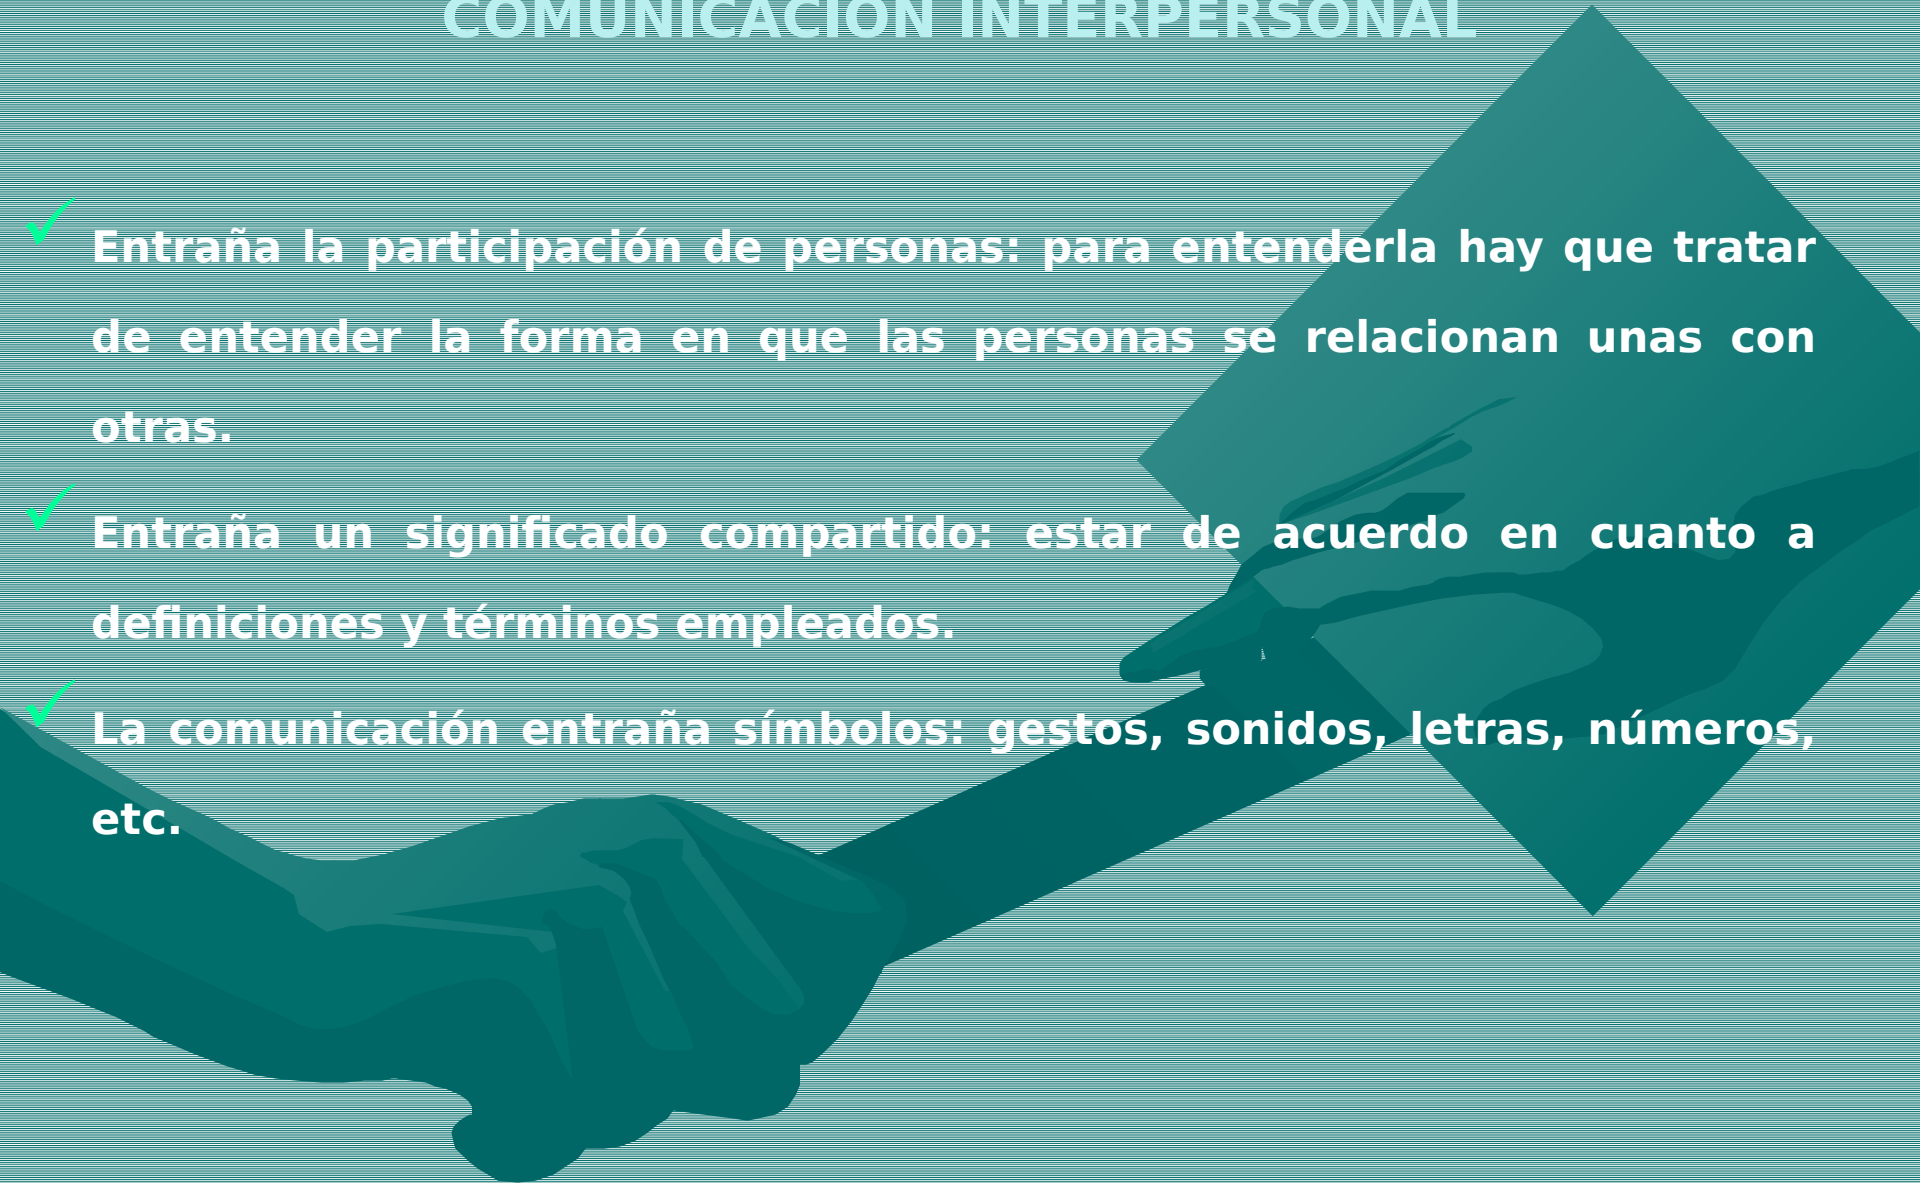 COMUNICACIÓN INTERPERSONAL
Entraña la participación de personas: para entenderla hay que tratar
de entender la forma en que las personas se relacionan unas con
otras.
Entraña un significado compartido: estar de acuerdo en cuanto a
definiciones y términos empleados.
La comunicación entraña símbolos: gestos, sonidos, letras, números,
etc.